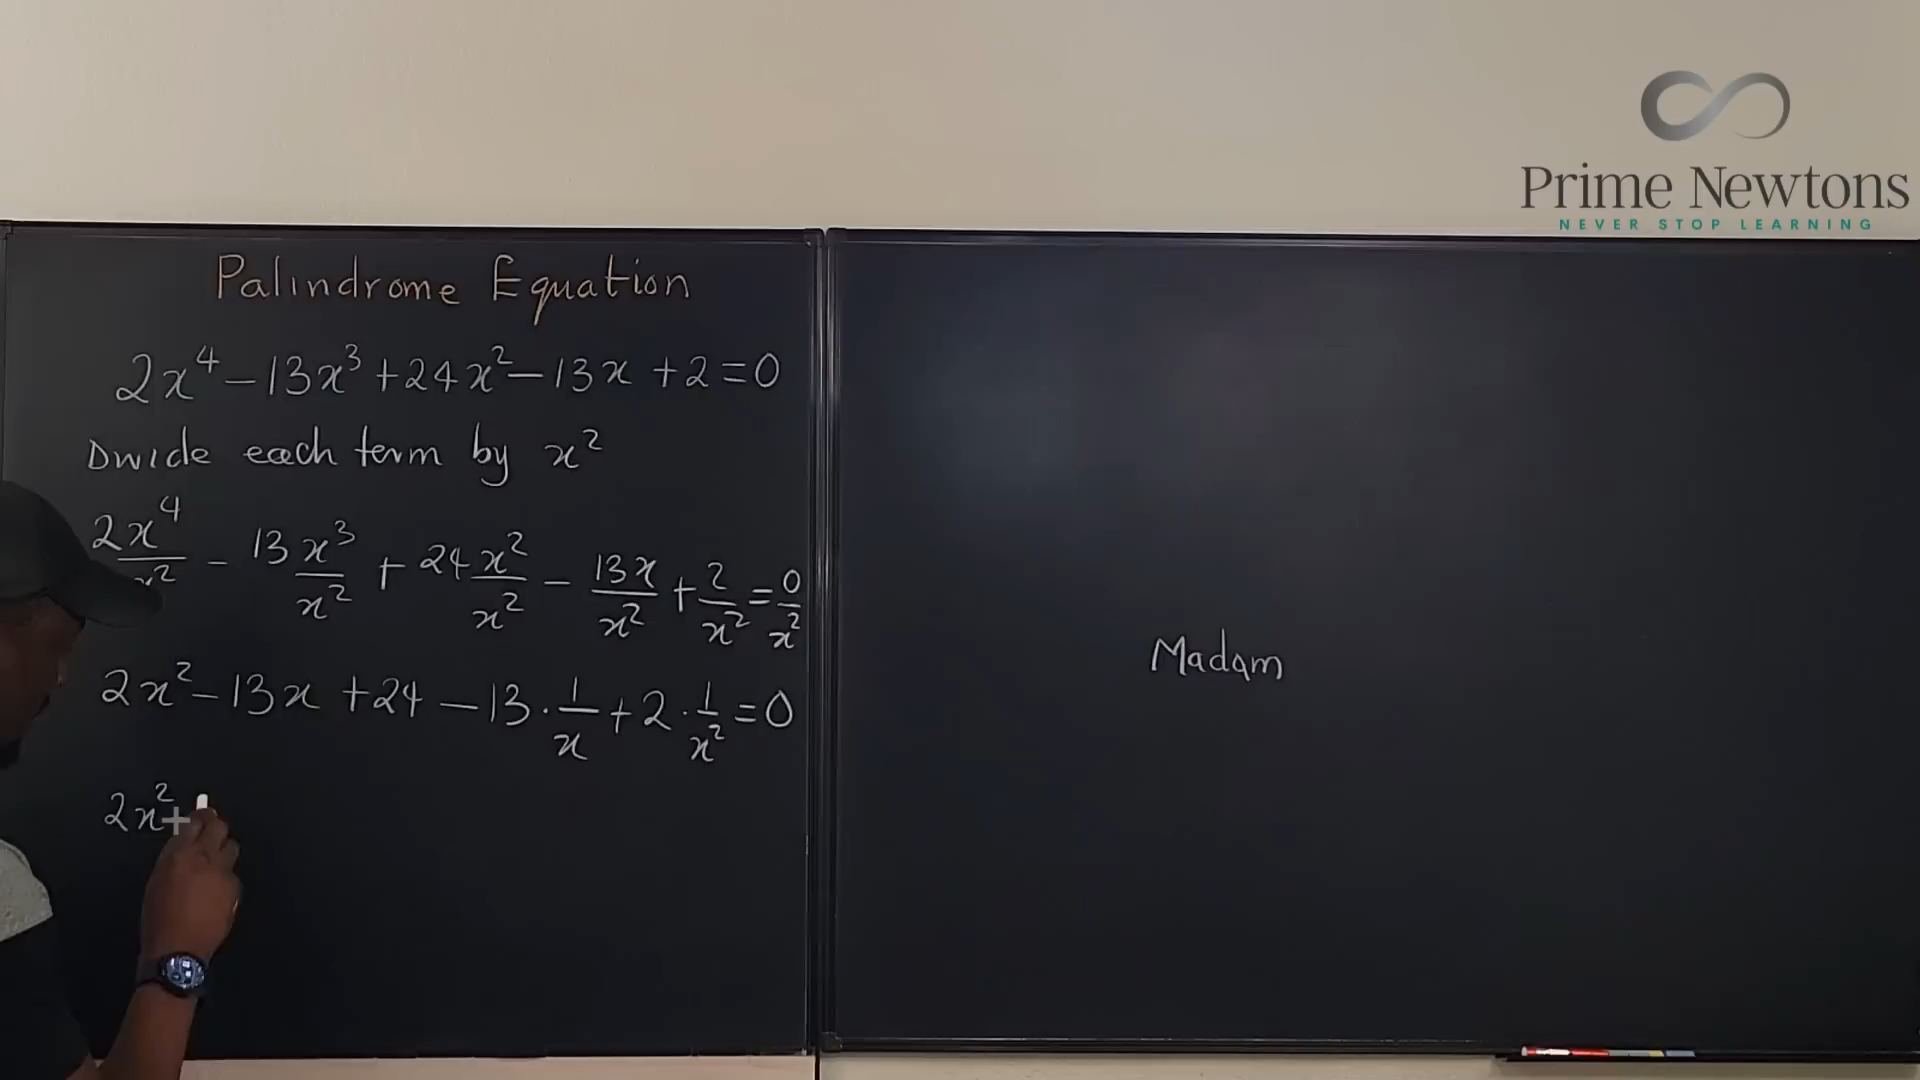 Prime Newtons
NEVER STOP LEARNING
Palindrome Equation
2x⁴ - 13x³ + 24x² - 13x + 2 = 0
Divide each term by x²
2x⁴/x² - 13x³/x² + 24x²/x² - 13x/x² + 2/x² = 0/x²
2x² - 13x + 24 - 13·1/x + 2·1/x² = 0
2x² +
Madam